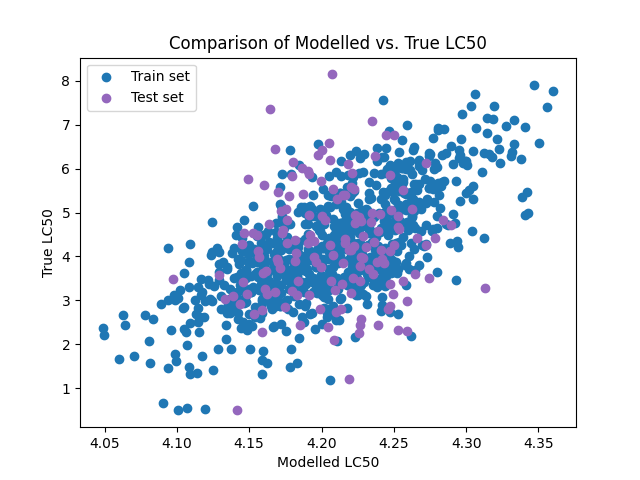 Comparison of Modelled vs. True LC50
Train set
Test set
True LC50
8
7
6
5
4
3
2
1
4.05 4.10 4.15 4.20 4.25 4.30 4.35
Modelled LC50